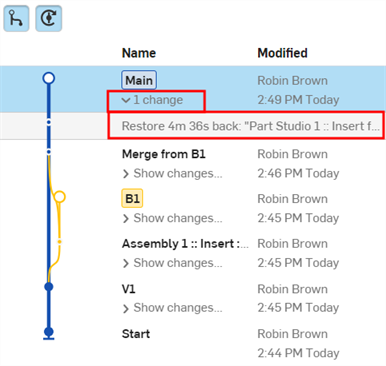 Name Modified
Main Robin Brown
1 change 2:49 PM Today
Restore 4m 36s back: "Part Studio 1 :: Insert f...
Merge from B1 Robin Brown
Show changes... 2:46 PM Today
B1 Robin Brown
Show changes... 2:45 PM Today
Assembly 1 :: Insert :... Robin Brown
Show changes... 2:45 PM Today
V1 Robin Brown
Show changes... 2:45 PM Today
Start Robin Brown
2:44 PM Today